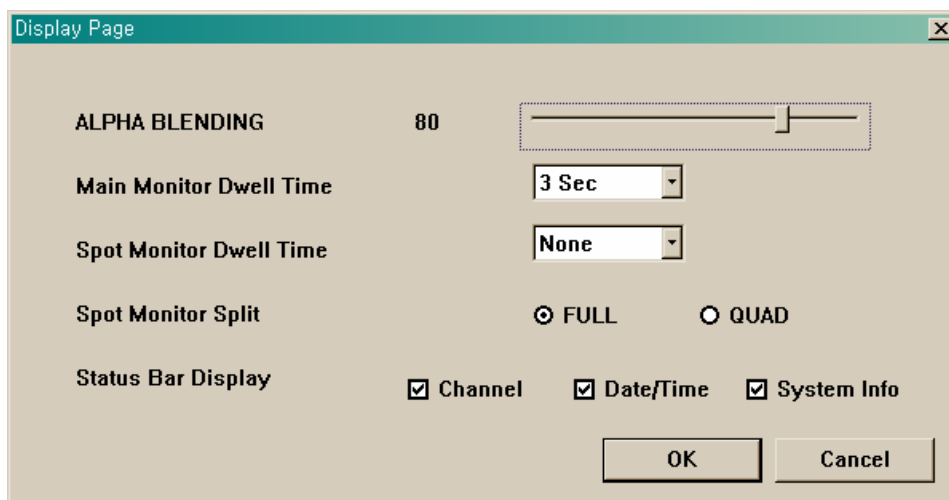 Display Page
ALPHA BLENDING 80
Main Monitor Dwell Time 3 Sec
Spot Monitor Dwell Time None
Spot Monitor Split FULL QUAD
Status Bar Display Channel Date/Time System Info
OK Cancel